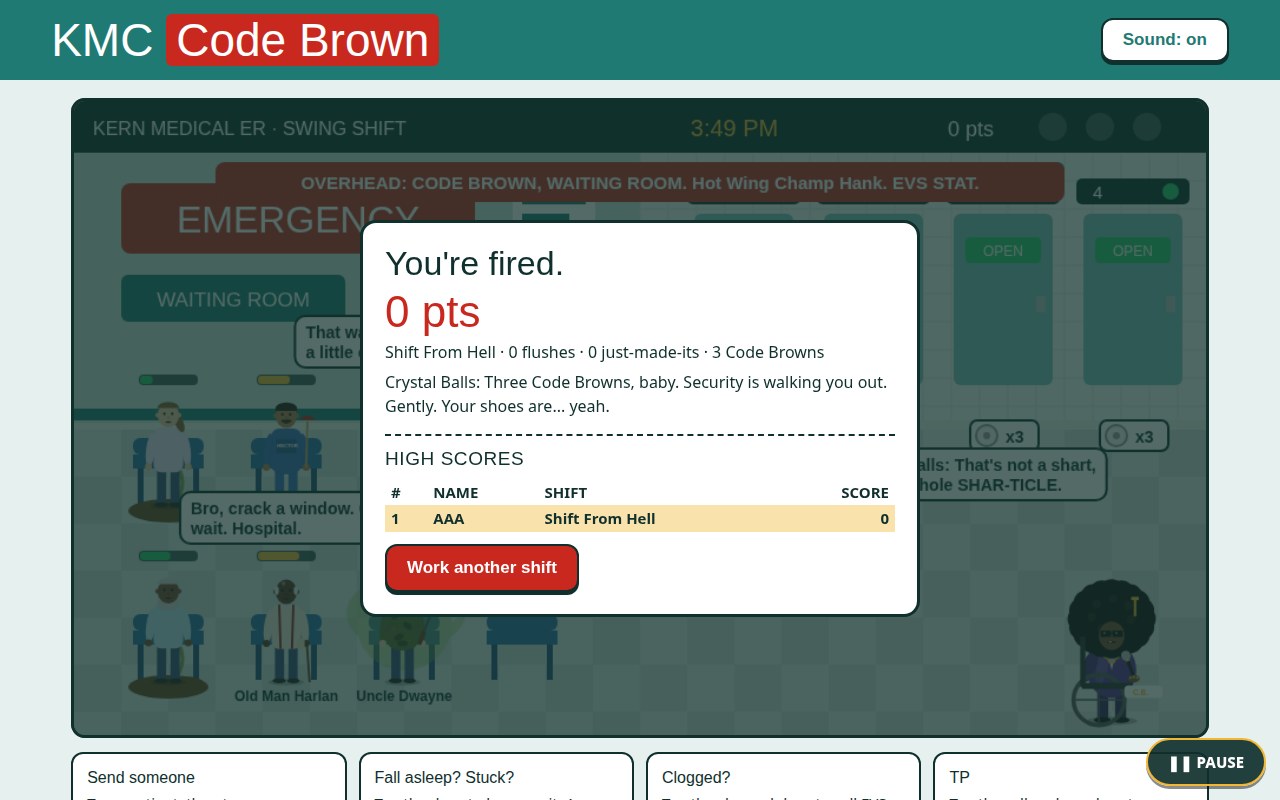 KMC Code Brown
Sound: on
KERN MEDICAL ER · SWING SHIFT
3:49 PM
0 pts
OVERHEAD: CODE BROWN, WAITING ROOM. Hot Wing Champ Hank. EVS STAT.
EMERGENCY
4
OPEN
OPEN
WAITING ROOM
That wa
a little
You're fired.
0 pts
Shift From Hell · 0 flushes · 0 just-made-its · 3 Code Browns
Crystal Balls: Three Code Browns, baby. Security is walking you out.
Gently. Your shoes are... yeah.
HIGH SCORES
# NAME SHIFT SCORE
1 AAA Shift From Hell 0
Work another shift
x3
x3
alls: That's not a shart,
hole SHAR-TICLE.
Bro, crack a window.
wait. Hospital.
Old Man Harlan
Uncle Dwayne
C.B.
Send someone
Fall asleep? Stuck?
Clogged?
TP
❚❚ PAUSE